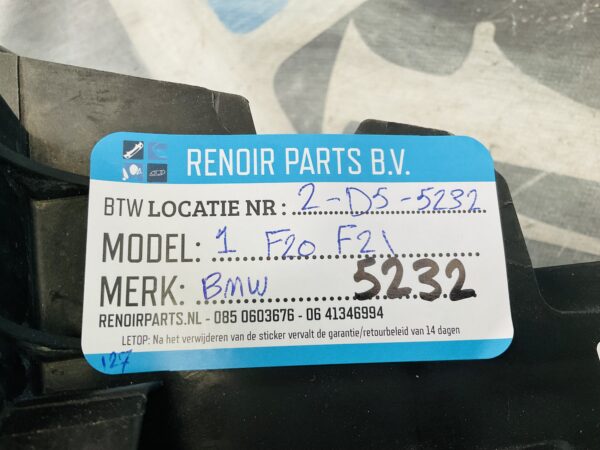 RENOIR PARTS B.V.
BTW LOCATIE NR : 2-D5-5232
MODEL: 1 F20 F21
MERK: BMW 5232
RENOIRPARTS.NL - 085 0603676 - 06 41346994
LETOP: Na het verwijderen van de sticker vervalt de garantie/retourbeleid van 14 dagen
'27